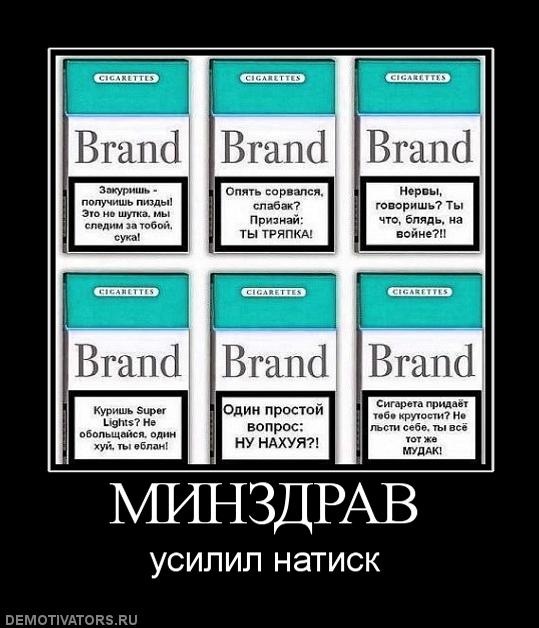 CIGARETTES
Brand
Закуришь -
получишь пизды!
Это не шутка, мы
следим за тобой,
сука!
CIGARETTES
Brand
Опять сорвался,
слабак?
Признай:
ТЫ ТРЯПКА!
CIGARETTES
Brand
Нервы,
говоришь? Ты
что, блядь, на
войне?!!
CIGARETTES
Brand
Куришь Super
Lights? Не
обольщайся, один
хуй, ты еблан!
CIGARETTES
Brand
Один простой
вопрос:
НУ НАХУЯ?!
CIGARETTES
Brand
Сигарета придаёт
тебе крутости? Не
льсти себе, ты всё
тот же
МУДАК!
МИНЗДРАВ
усилил натиск
DEMOTIVATORS.RU